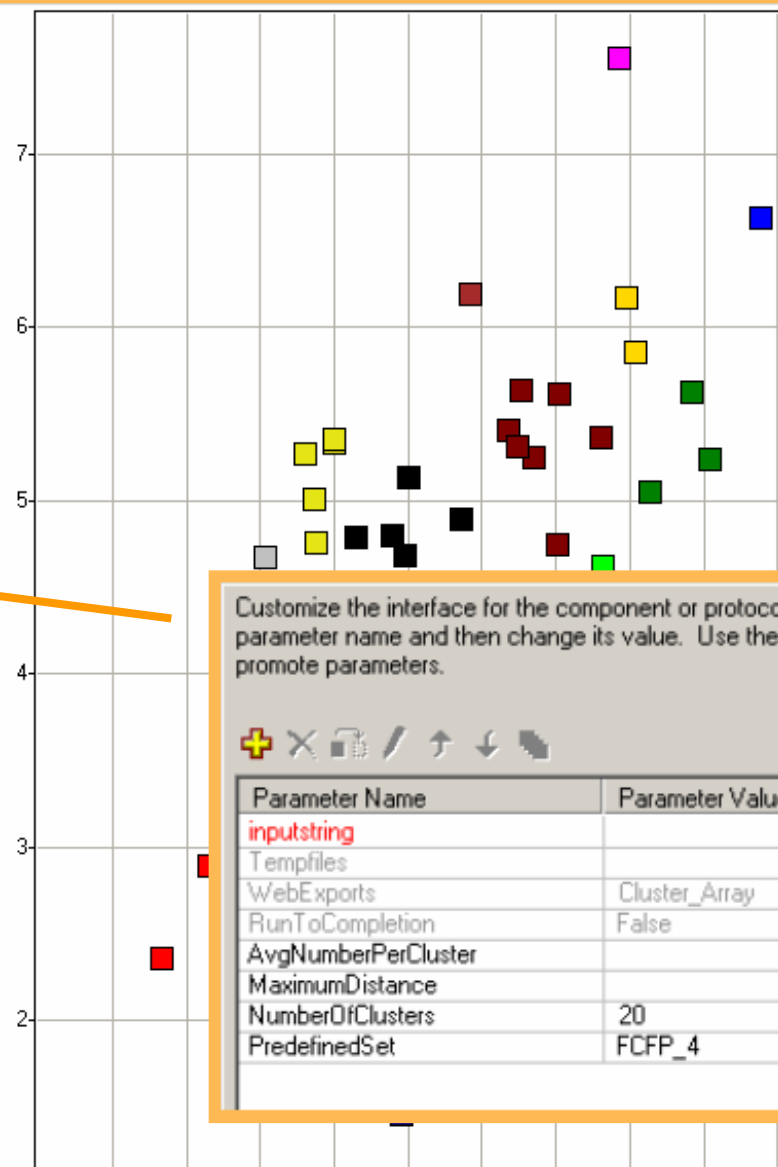 7
6
5
4
3
2
Customize the interface for the component or
parameter name and then change its value. Use the
promote parameters.
Parameter Name Parameter
inputstring
Tempfiles
WebExports Cluster_Array
RunToCompletion False
AvgNumberPerCluster
MaximumDistance
NumberOfClusters 20
PredefinedSet FCFP_4